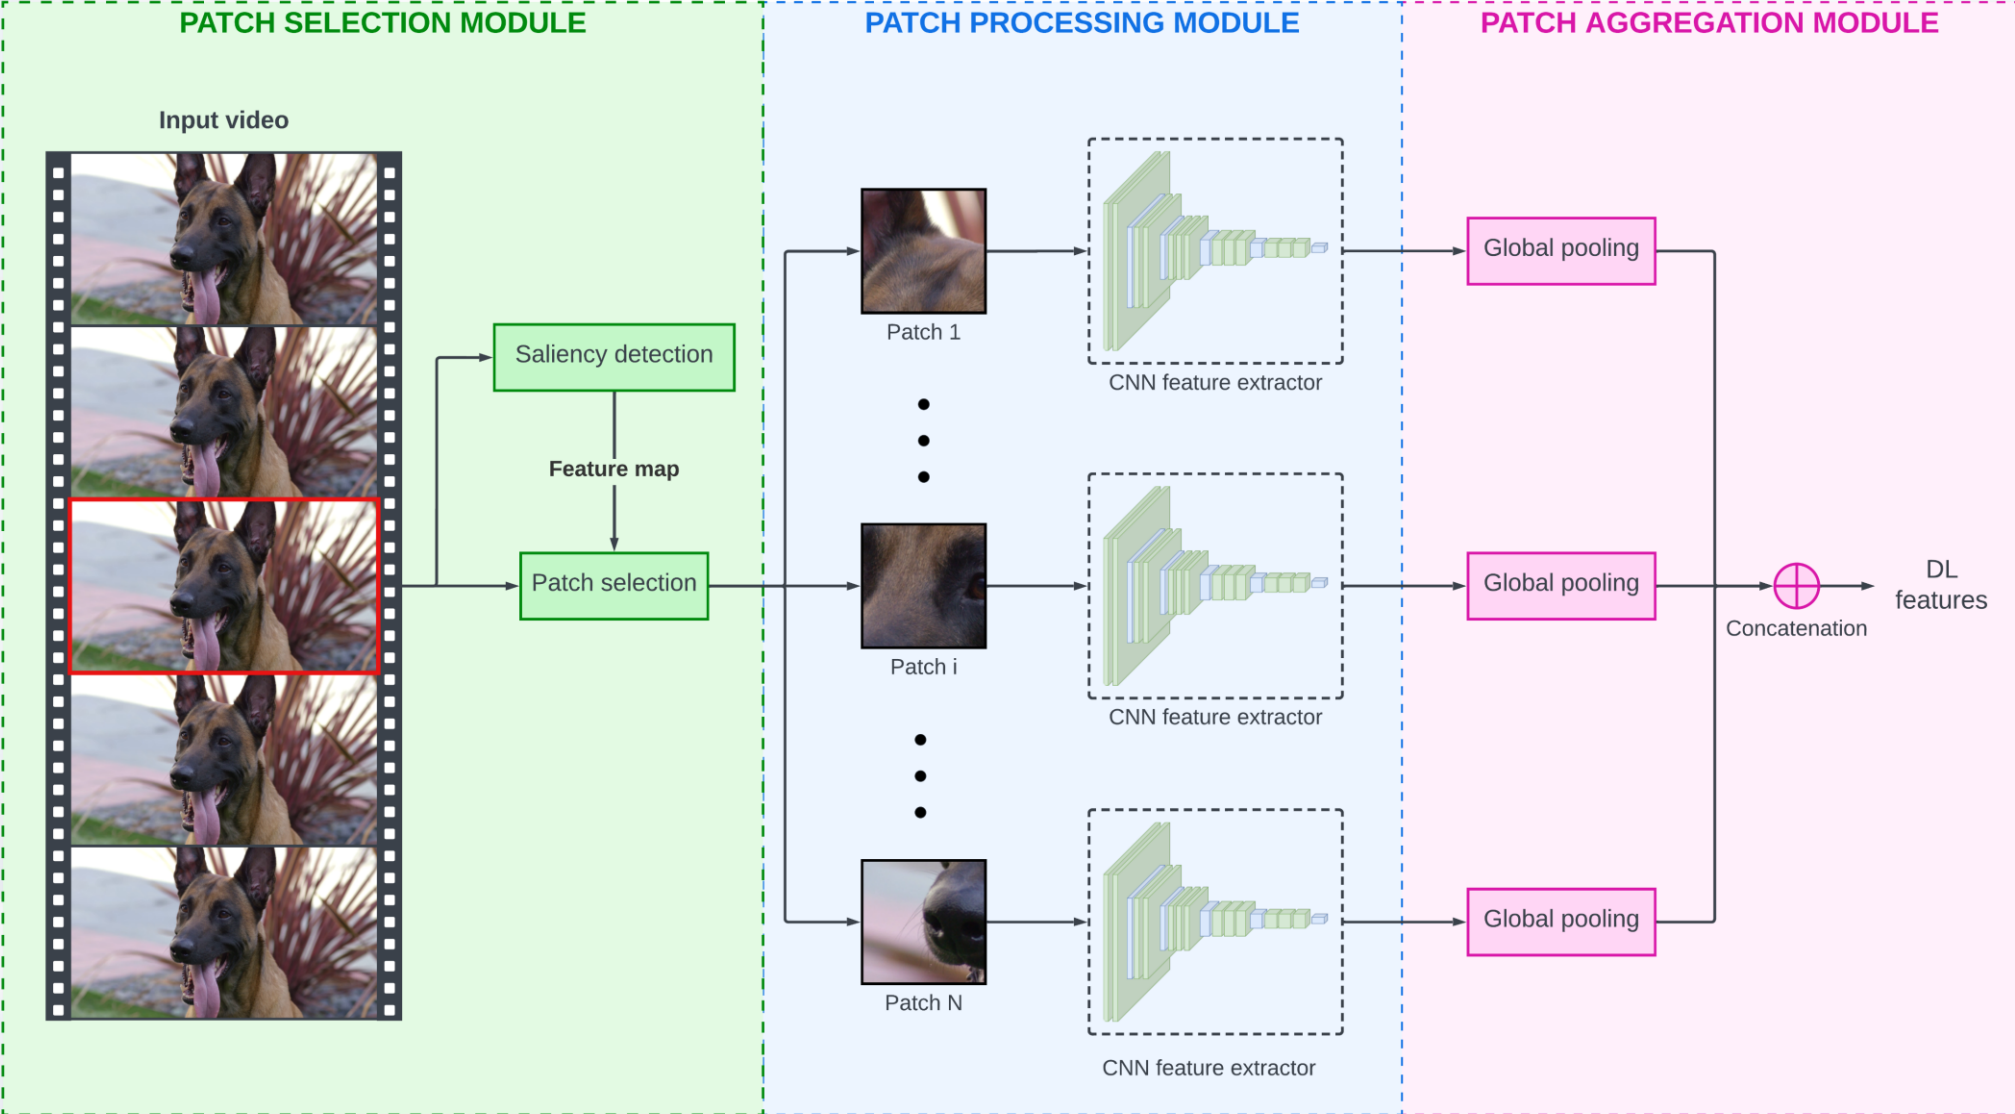 PATCH SELECTION MODULE
PATCH PROCESSING MODULE
PATCH AGGREGATION MODULE
Input video
Saliency detection
Feature map
Patch selection
Patch 1
CNN feature extractor
Patch i
CNN feature extractor
Patch N
CNN feature extractor
Global pooling
Global pooling
Global pooling
Concatenation
DL
features